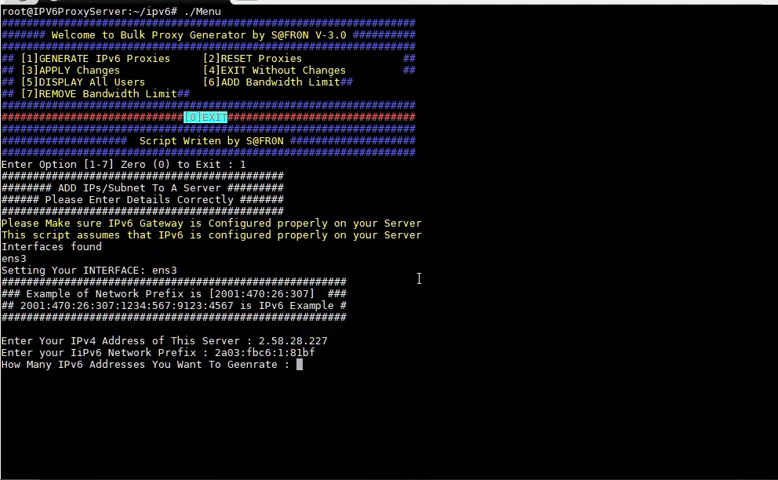 root@IPV6ProxyServer:~/ipv6# ./Menu
#####################################################################
####### Welcome to Bulk Proxy Generator by S@FR0N V-3.0 ###########
#####################################################################
## [1]GENERATE IPv6 Proxies [2]RESET Proxies ##
## [3]APPLY Changes [4]EXIT Without Changes ##
## [5]DISPLAY All Users [6]ADD Bandwidth Limit##
## [7]REMOVE Bandwidth Limit##
#####################################################################
##############################[0]EXIT###############################
#####################################################################
##################### Script Writen by S@FR0N ######################
#####################################################################
Enter Option [1-7] Zero (0) to Exit : 1
###############################################
######## ADD IPs/Subnet To A Server #########
###### Please Enter Details Correctly #######
###############################################
Please Make sure IPv6 Gateway is Configured properly on your Server
This script assumes that IPv6 is configured properly on your Server
Interfaces found
ens3
Setting Your INTERFACE: ens3
#########################################################
### Example of Network Prefix is [2001:470:26:307] ###
## 2001:470:26:307:1234:567:9123:4567 is IPv6 Example #
#########################################################
Enter Your IPv4 Address of This Server : 2.58.28.227
Enter your IiPv6 Network Prefix : 2a03:fbc6:1:81bf
How Many IPv6 Addresses You Want To Geenrate :